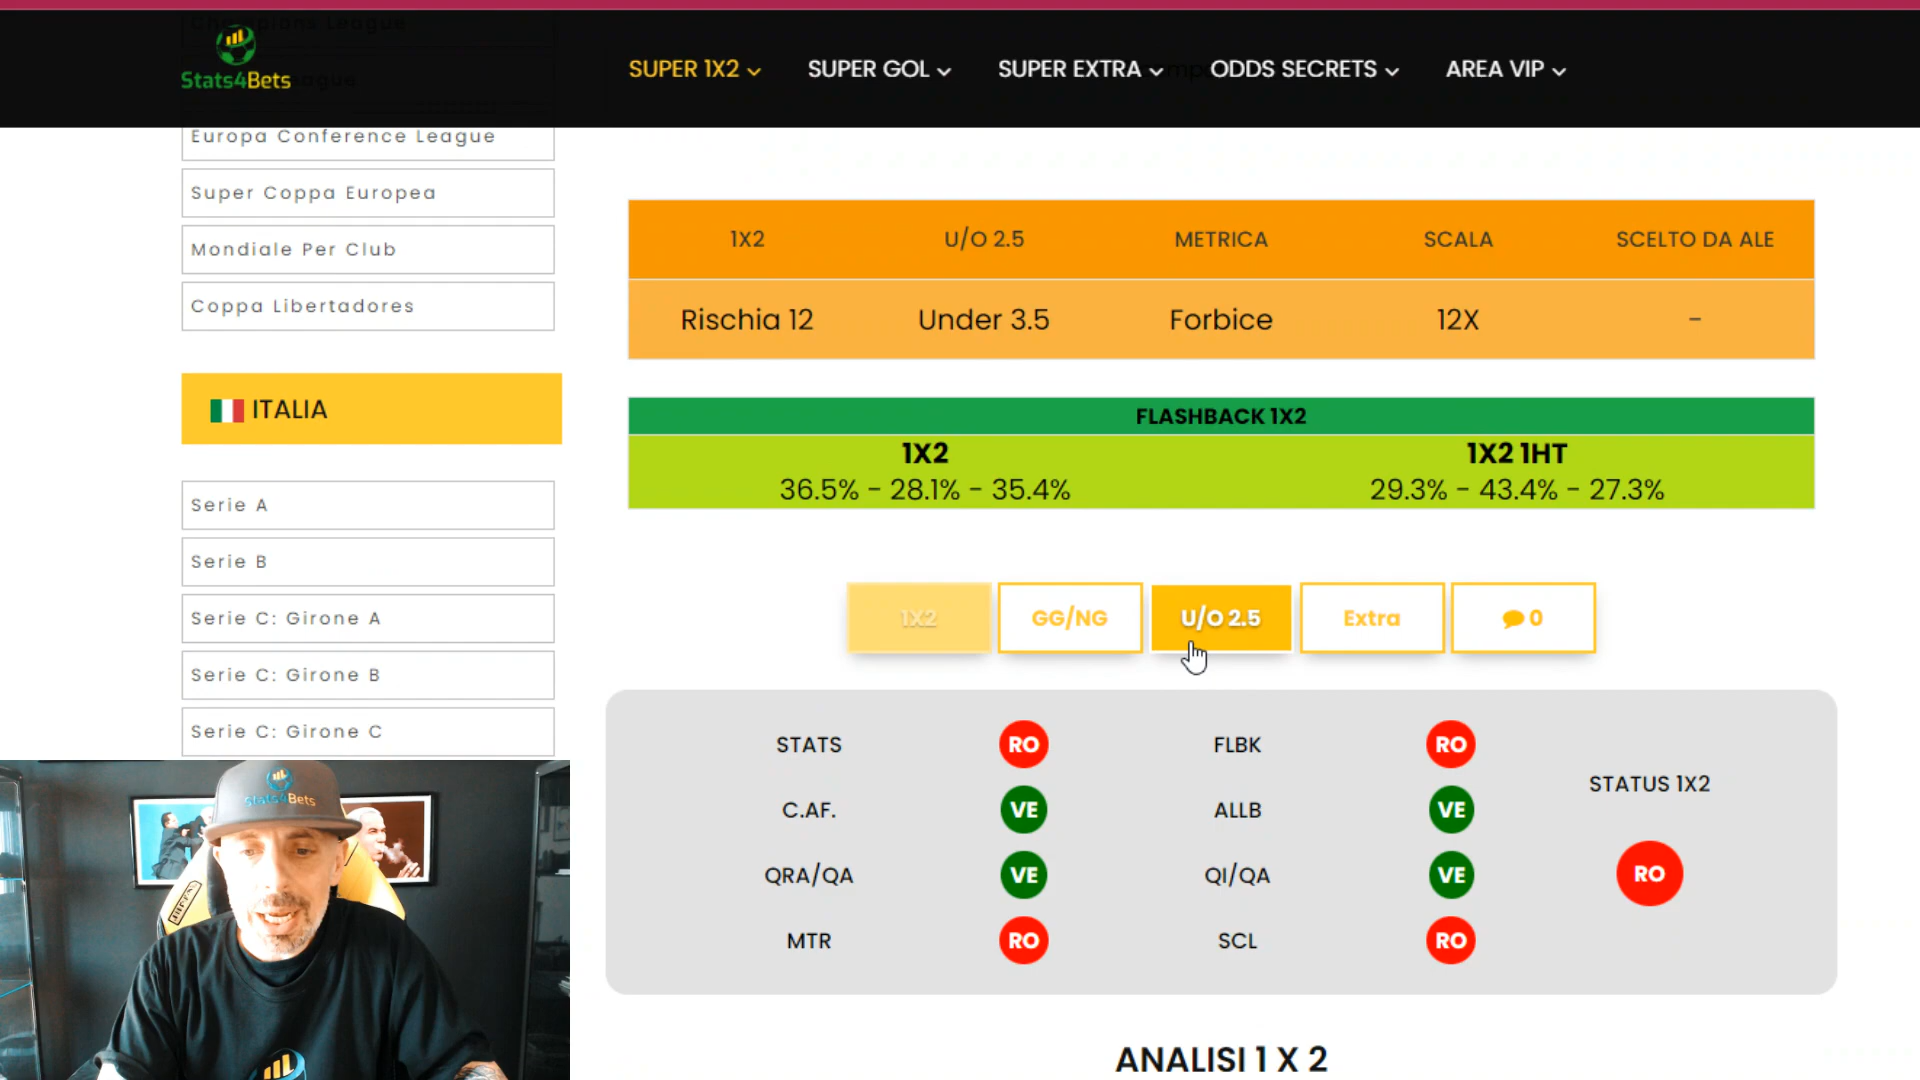 Champions League
Stats4Bets
SUPER 1X2
SUPER GOL
SUPER EXTRA
ODDS SECRETS
AREA VIP
Europa Conference League
Super Coppa Europea
Mondiale Per Club
Coppa Libertadores
ITALIA
Serie A
Serie B
Serie C: Girone A
Serie C: Girone B
Serie C: Girone C
1X2 U/O 2.5 METRICA SCALA SCELTO DA ALE
Rischia 12 Under 3.5 Forbice 12X -
FLASHBACK 1X2
1X2 1X2 1HT
36.5% - 28.1% - 35.4% 29.3% - 43.4% - 27.3%
1X2 GG/NG U/O 2.5 Extra 0
STATS RO FLBK RO
STATUS 1X2
C.AF. VE ALLB VE
QRA/QA VE QI/QA VE RO
MTR RO SCL RO
ANALISI 1 X 2
Stats4Bets